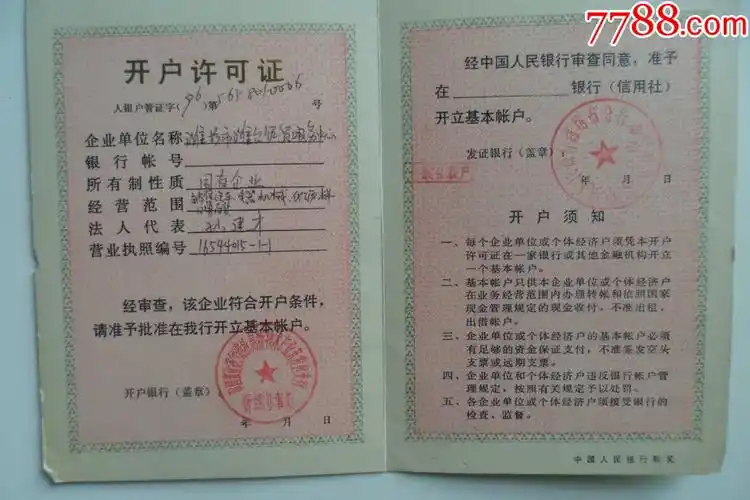 7788.com
开户许可证
人银户管证字(96)第 号
企业单位名称
银行帐号
所有制性质 国有企业
经营范围
法人代表 建才
营业执照编号 16544015-1-1
经审查，该企业符合开户条件，
请准予批准在我行开立基本帐户。
开户银行（盖章）：
年 月 日
经中国人民银行审查同意，准予
在 银行（信用社）
开立基本帐户。
发证银行（盖章）：
年 月 日
开户须知
一、每个企业单位或个体经济户须凭本开户
许可证在一家银行或其他金融机构开立
一个基本帐户。
二、基本帐户只供本企业单位或个体经济户
在业务经营范围内办理转帐和依照国家
现金管理规定的现金收付。不准出租，
出借帐户。
三、企业单位或个体经济户的基本帐户必须
有足够的资金保证支付，不准签发空头
支票或远期支票。
四、企业单位和个体经济户违反银行帐户管
理规定，按照有关规定予以处罚。
五、各企业单位或个体经济户须接受银行的
检查、监督。
中国人民银行制发